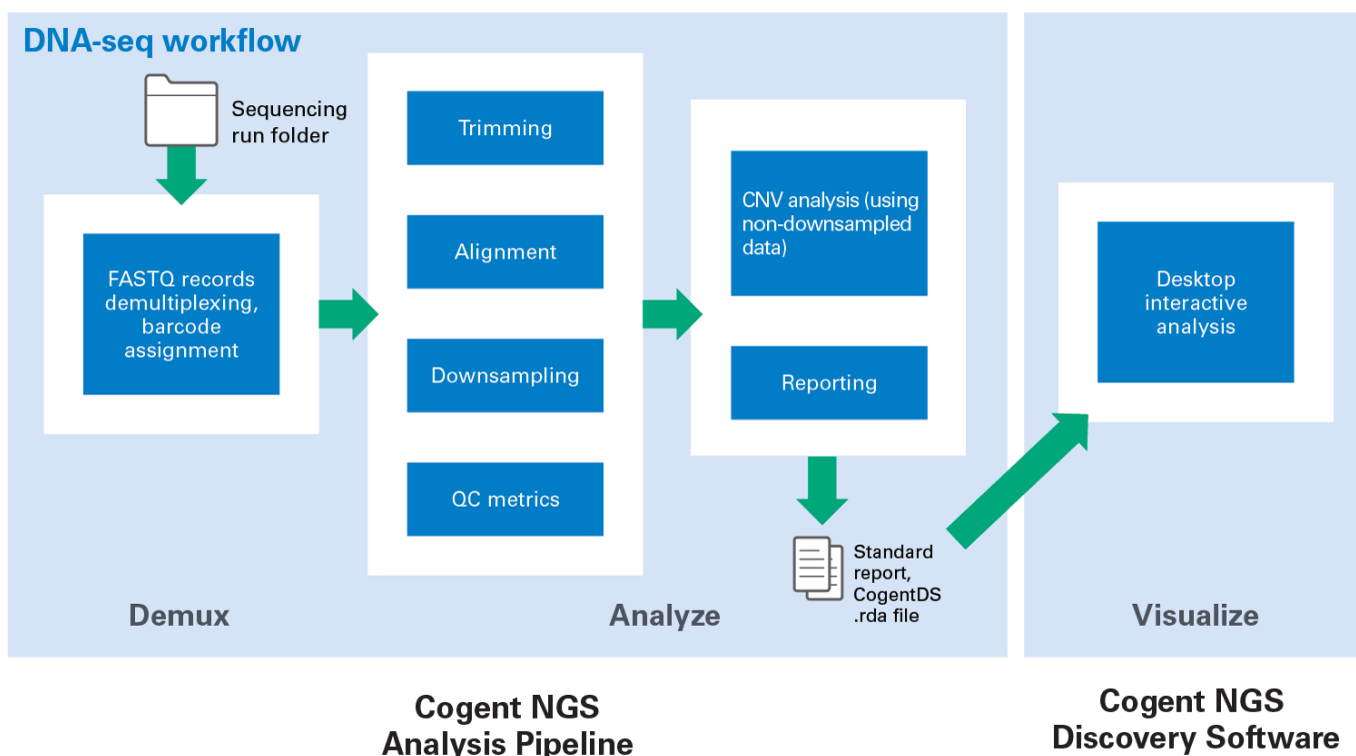 DNA-seq workflow
Sequencing
run folder
FASTQ records
demultiplexing,
barcode
assignment
Trimming
Alignment
Downsampling
QC metrics
CNV analysis (using
non-downsampled
data)
Reporting
Standard
report,
CogentDS
.rda file
Desktop
interactive
analysis
Demux
Analyze
Visualize
Cogent NGS
Analysis Pipeline
Cogent NGS
Discovery Software